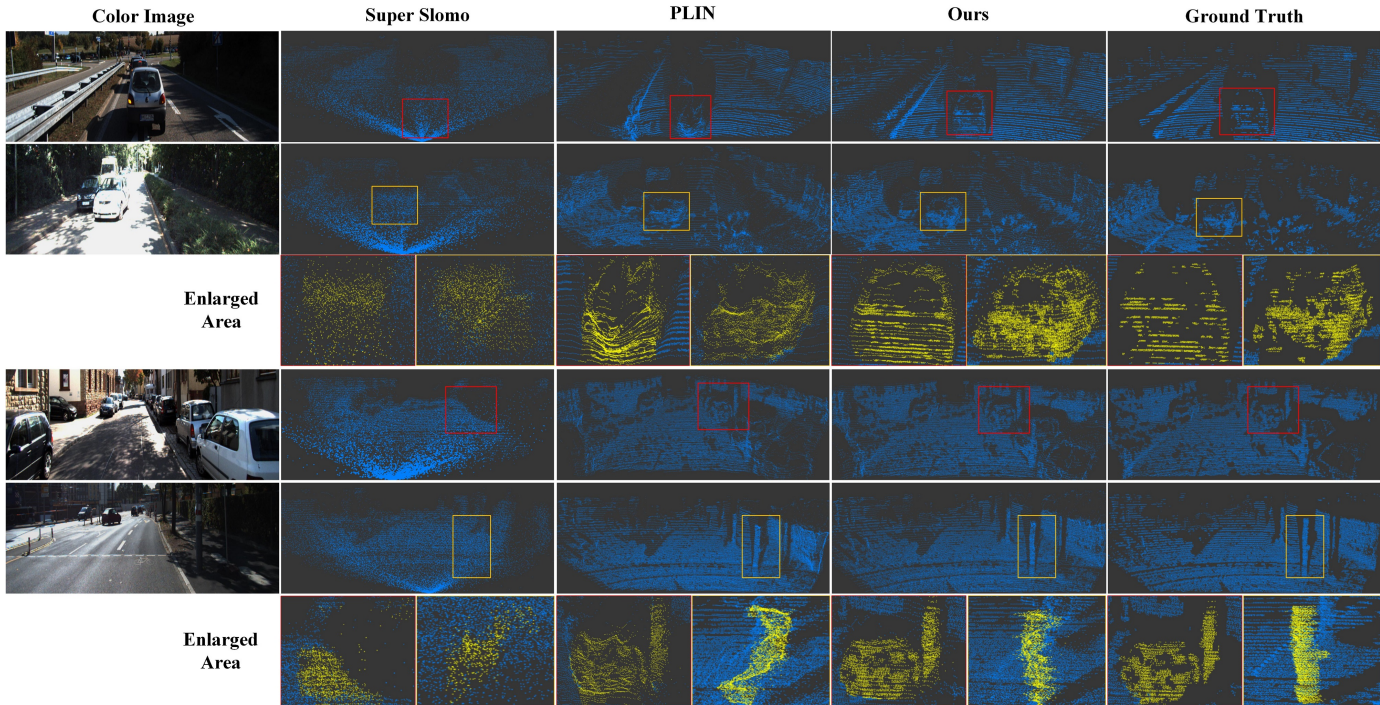 Color Image
Super Slomo
PLIN
Ours
Ground Truth
Enlarged
Area
Enlarged
Area